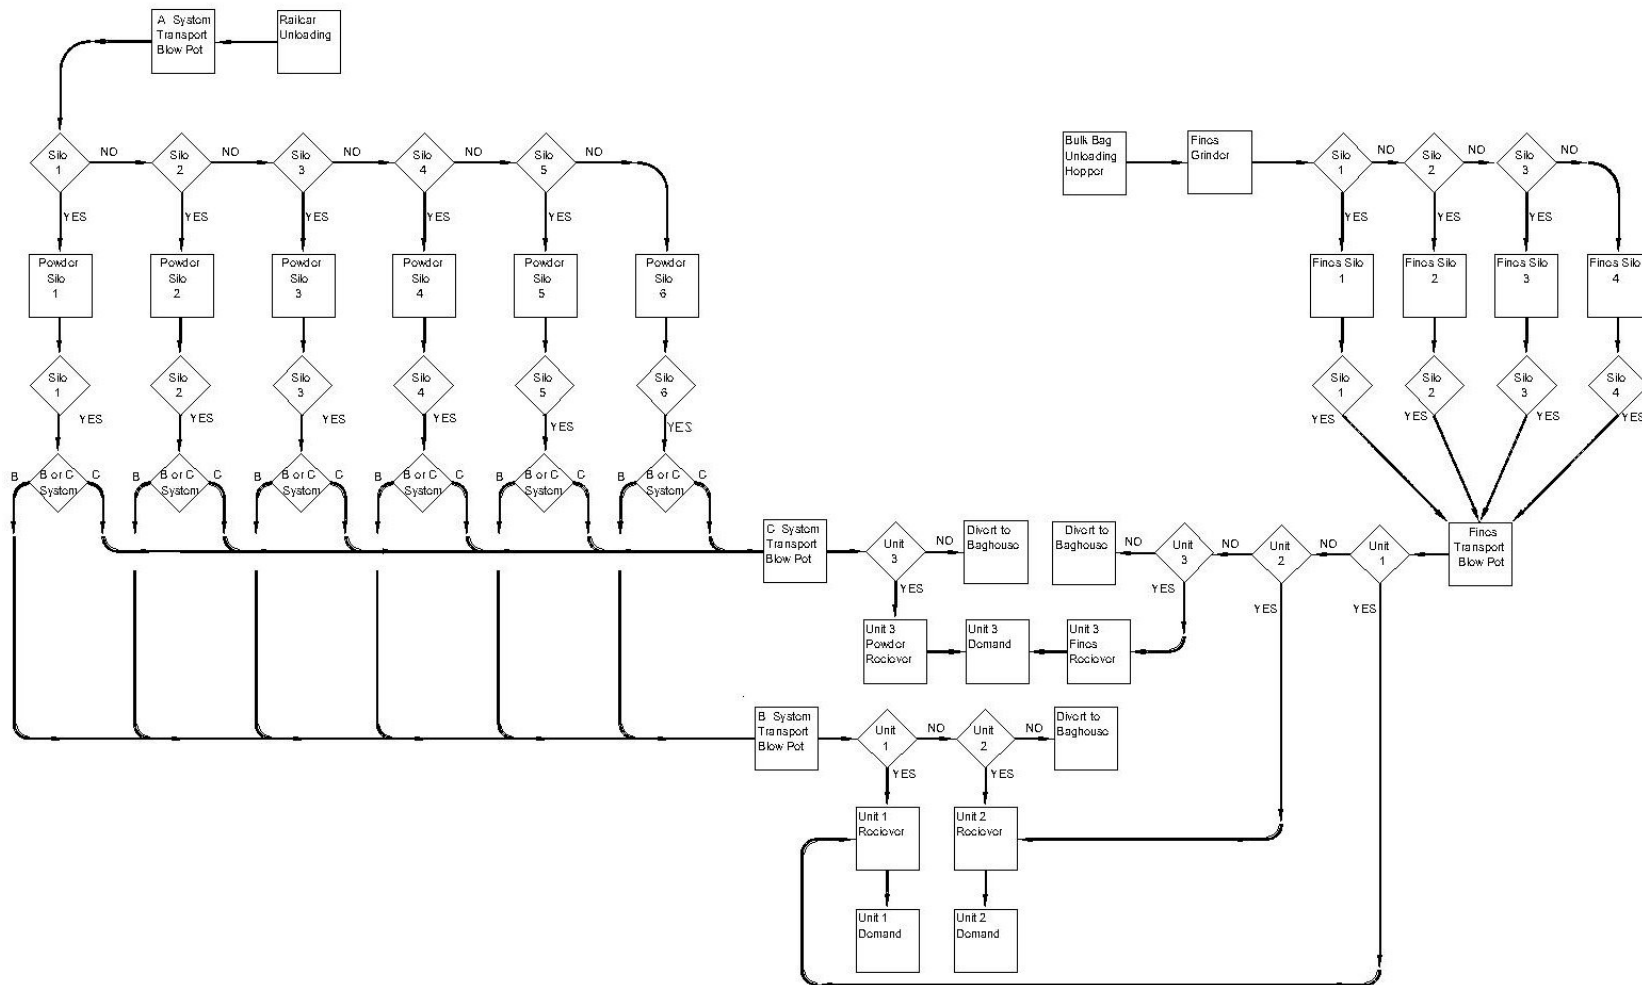 A System
Transport
Blow Pot
Railcar
Unloading
Silo
1
NO
Silo
2
NO
Silo
3
NO
Silo
4
NO
Silo
5
NO
YES
YES
YES
YES
YES
Powder
Silo
1
Powder
Silo
2
Powder
Silo
3
Powder
Silo
4
Powder
Silo
5
Powder
Silo
6
Silo
1
Silo
2
Silo
3
Silo
4
Silo
5
Silo
6
YES
YES
YES
YES
YES
YES
B
B or C
System
C
B
B or C
System
C
B
B or C
System
C
B
B or C
System
C
B
B or C
System
C
B
B or C
System
C
Bulk Bag
Unloading
Hopper
Fines
Grinder
Silo
1
NO
Silo
2
NO
Silo
3
NO
YES
YES
YES
Fines Silo
1
Fines Silo
2
Fines Silo
3
Fines Silo
4
Silo
1
Silo
2
Silo
3
Silo
4
YES
YES
YES
YES
C System
Transport
Blow Pot
Unit
3
NO
Divert to
Baghouse
Divert to
Baghouse
NO
Unit
3
NO
Unit
2
NO
Unit
1
Fines
Transport
Blow Pot
YES
YES
YES
YES
Unit 3
Powder
Reciever
Unit 3
Demand
Unit 3
Fines
Reciever
B System
Transport
Blow Pot
Unit
1
NO
Unit
2
NO
Divert to
Baghouse
YES
YES
Unit 1
Reciever
Unit 2
Reciever
Unit 1
Demand
Unit 2
Demand